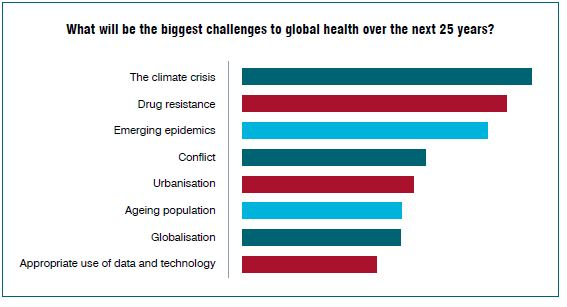 What will be the biggest challenges to global health over the next 25 years?
The climate crisis
Drug resistance
Emerging epidemics
Conflict
Urbanisation
Ageing population
Globalisation
Appropriate use of data and technology